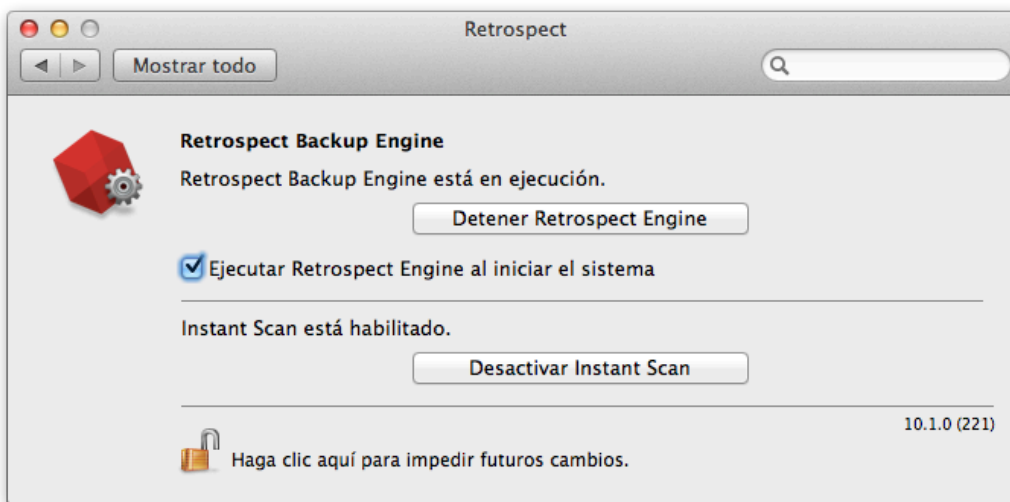 Retrospect
Mostrar todo
Retrospect Backup Engine
Retrospect Backup Engine está en ejecución.
Detener Retrospect Engine
Ejecutar Retrospect Engine al iniciar el sistema
Instant Scan está habilitado.
Desactivar Instant Scan
10.1.0 (221)
Haga clic aquí para impedir futuros cambios.